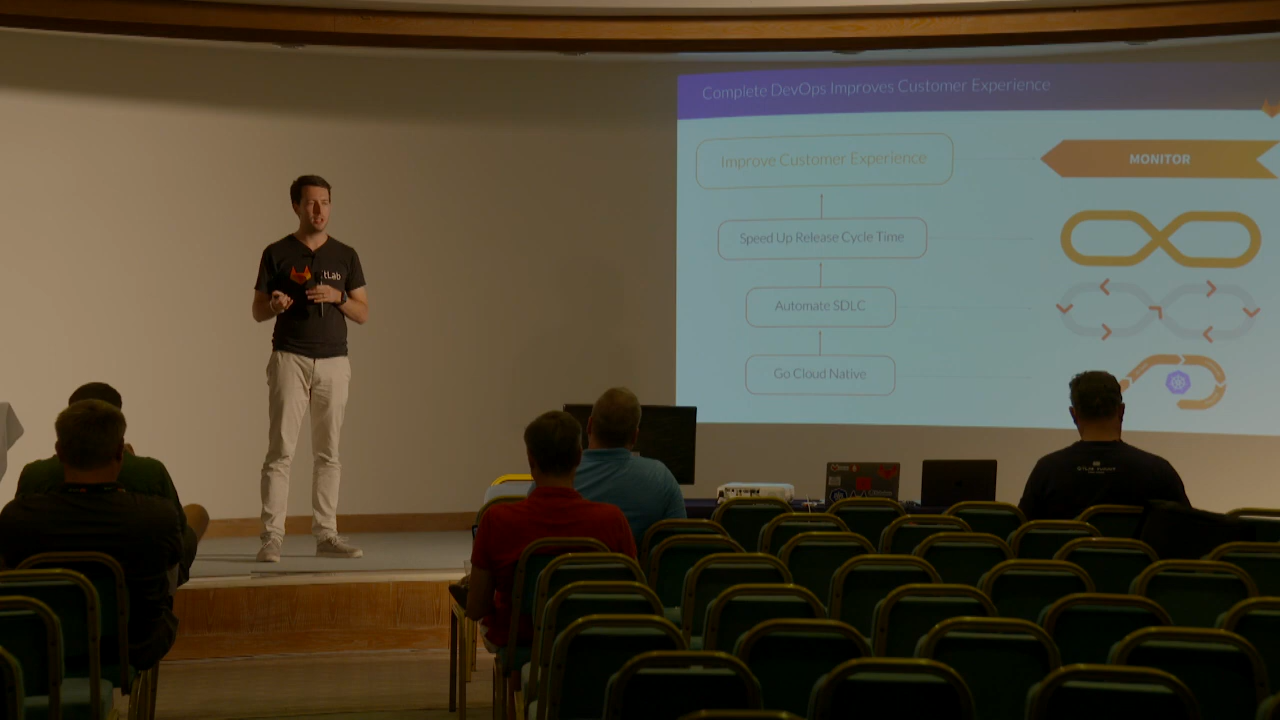 Complete DevOps Improves Customer Experience
Improve Customer Experience
MONITOR
Speed Up Release Cycle Time
Automate SDLC
Go Cloud Native
tLab